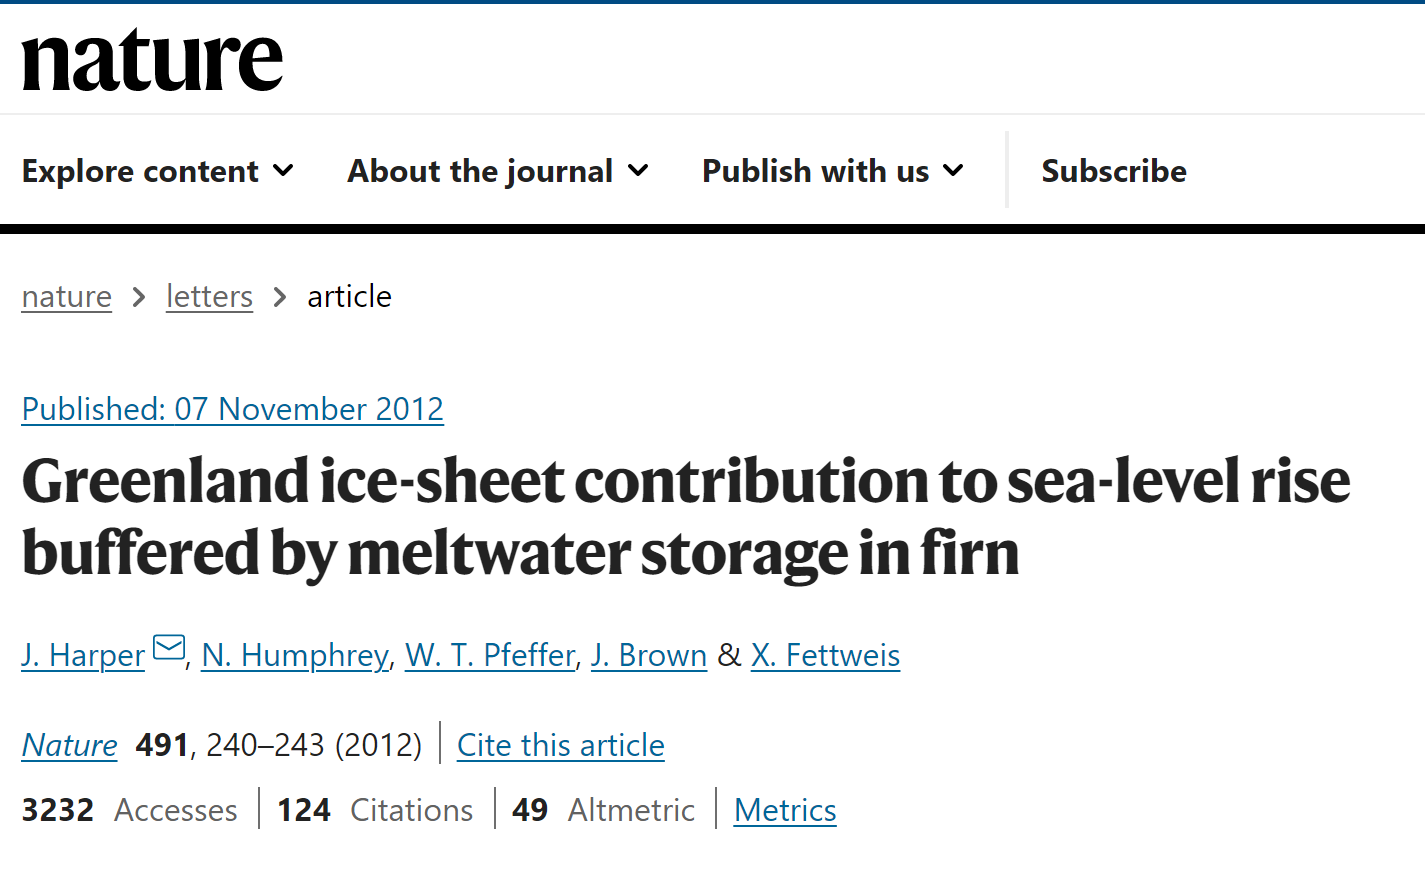 nature
Explore content About the journal Publish with us Subscribe
nature > letters > article
Published: 07 November 2012
Greenland ice-sheet contribution to sea-level rise
buffered by meltwater storage in firn
J. Harper, N. Humphrey, W. T. Pfeffer, J. Brown & X. Fettweis
Nature 491, 240–243 (2012) | Cite this article
3232 Accesses | 124 Citations | 49 Altmetric | Metrics